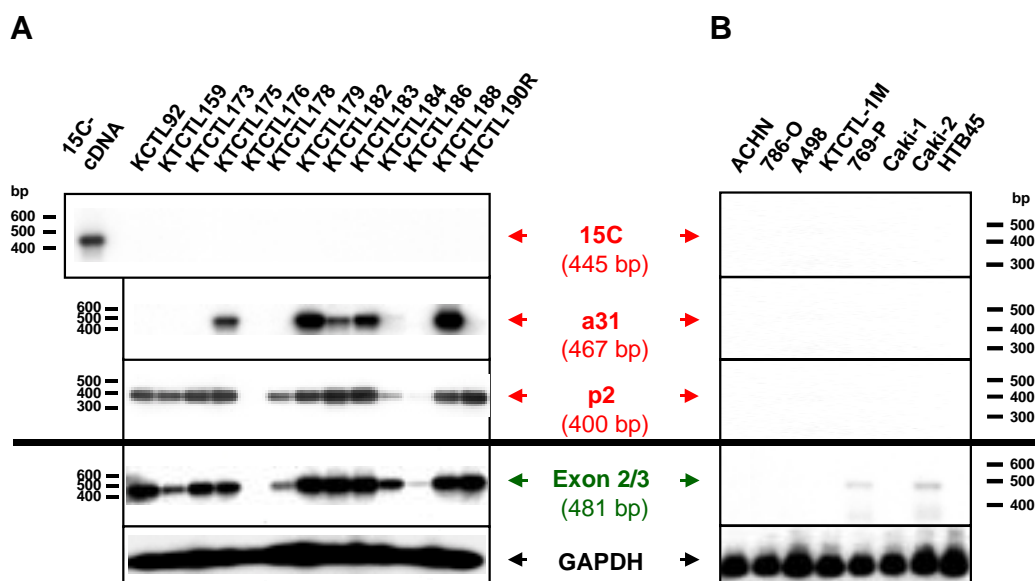 A
B
15C-
cDNA
KCTL92
KTCTL159
KTCTL173
KTCTL175
KTCTL176
KTCTL178
KTCTL179
KTCTL182
KTCTL183
KTCTL184
KTCTL186
KTCTL188
KTCTL190R
ACHN
786-O
A498
KTCTL-1M
769-P
Caki-1
Caki-2
HTB45
bp
600
500
400
15C
(445 bp)
bp
500
400
300
600
500
400
a31
(467 bp)
500
400
300
500
400
300
p2
(400 bp)
500
400
300
600
500
400
Exon 2/3
(481 bp)
600
500
400
GAPDH